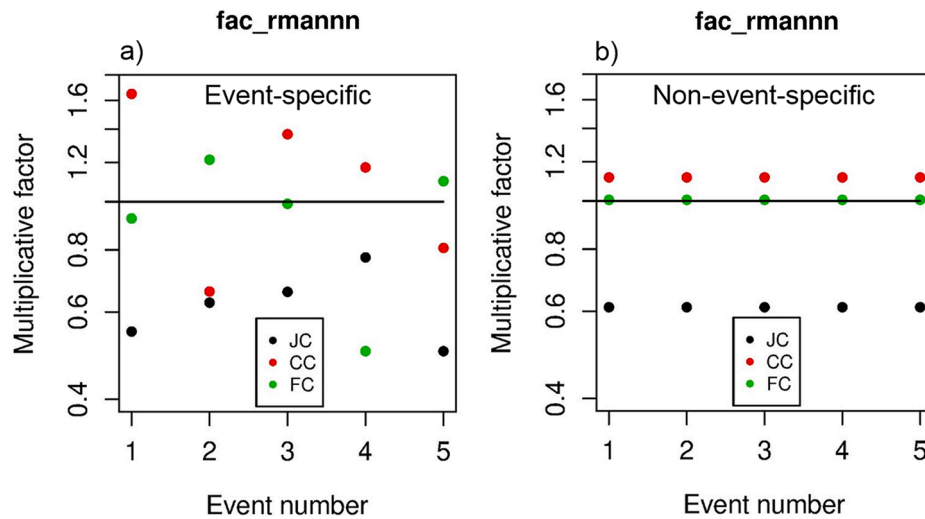 fac_rmannn
a)
Event-specific
Multiplicative factor
1.6
1.2
0.8
0.6
0.4
JC
CC
FC
1 2 3 4 5
Event number
fac_rmannn
b)
Non-event-specific
Multiplicative factor
1.6
1.2
0.8
0.6
0.4
JC
CC
FC
1 2 3 4 5
Event number